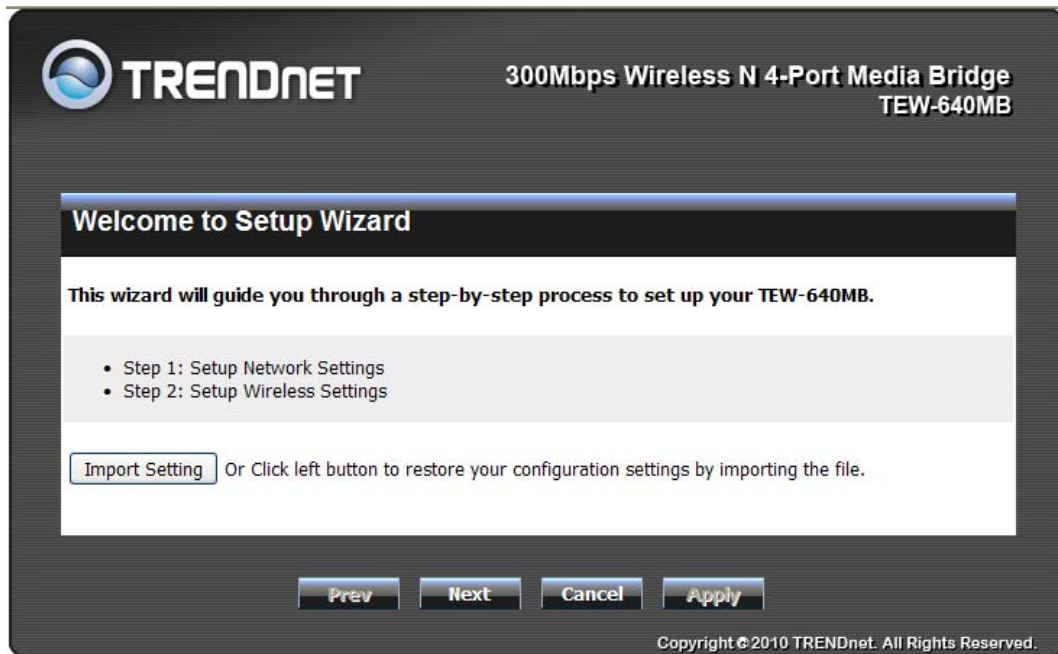 TRENDNET
300Mbps Wireless N 4-Port Media Bridge
TEW-640MB
Welcome to Setup Wizard
This wizard will guide you through a step-by-step process to set up your TEW-640MB.
• Step 1: Setup Network Settings
• Step 2: Setup Wireless Settings
Import Setting Or Click left button to restore your configuration settings by importing the file.
Prev Next Cancel Apply
Copyright © 2010 TRENDnet. All Rights Reserved.